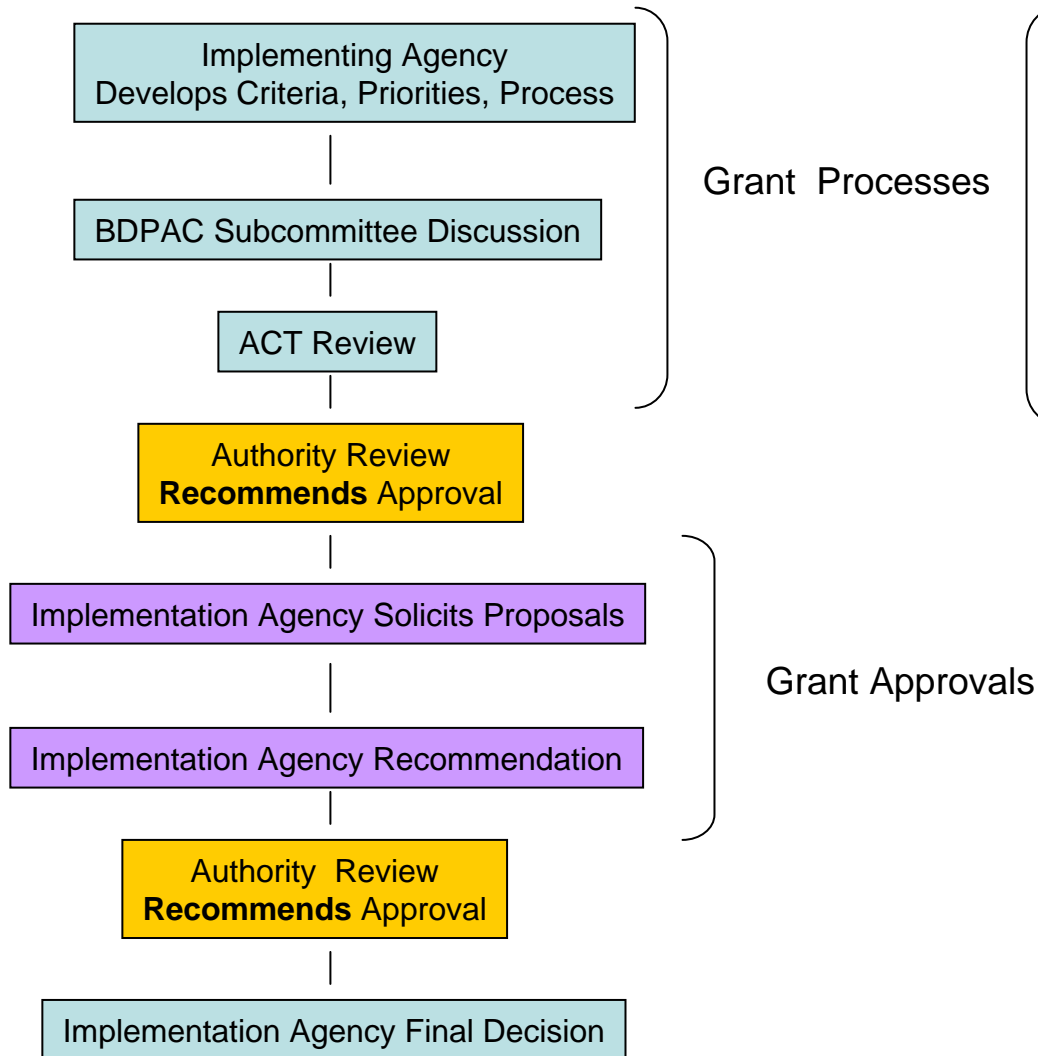 Implementing Agency
Develops Criteria, Priorities, Process
Grant Processes
BDPAC Subcommittee Discussion
ACT Review
Authority Review
Recommends Approval
Implementation Agency Solicits Proposals
Grant Approvals
Implementation Agency Recommendation
Authority Review
Recommends Approval
Implementation Agency Final Decision